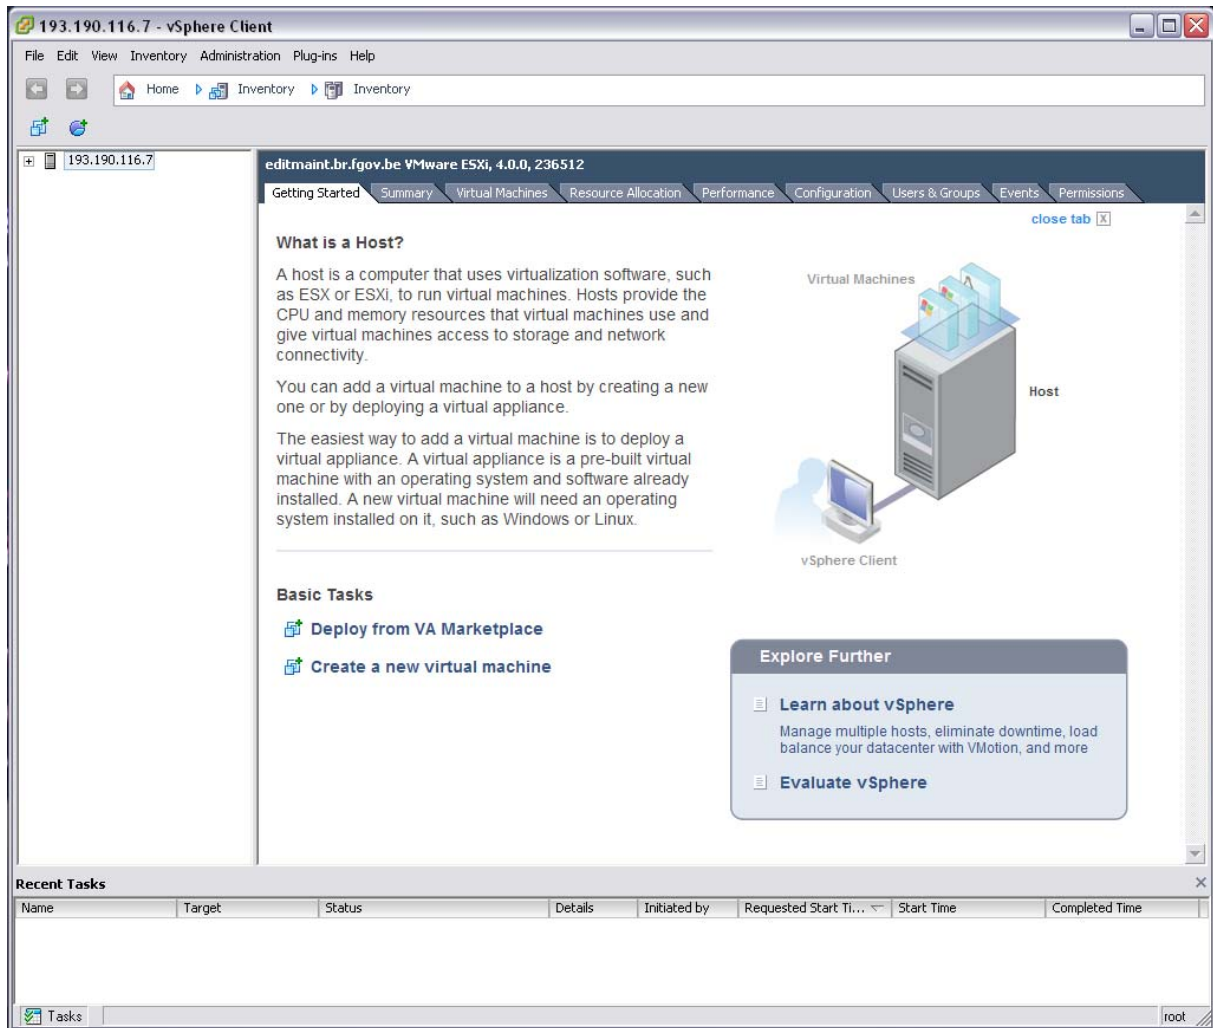 193.190.116.7 - vSphere Client
File Edit View Inventory Administration Plug-ins Help
Home Inventory Inventory
193.190.116.7
editmaint.br.fgov.be VMware ESXi, 4.0.0, 236512
Getting Started Summary Virtual Machines Resource Allocation Performance Configuration Users & Groups Events Permissions
close tab X
What is a Host?
A host is a computer that uses virtualization software, such
as ESX or ESXi, to run virtual machines. Hosts provide the
CPU and memory resources that virtual machines use and
give virtual machines access to storage and network
connectivity.
You can add a virtual machine to a host by creating a new
one or by deploying a virtual appliance.
The easiest way to add a virtual machine is to deploy a
virtual appliance. A virtual appliance is a pre-built virtual
machine with an operating system and software already
installed. A new virtual machine will need an operating
system installed on it, such as Windows or Linux.
Virtual Machines
Host
vSphere Client
Basic Tasks
Deploy from VA Marketplace
Create a new virtual machine
Explore Further
Learn about vSphere
Manage multiple hosts, eliminate downtime, load
balance your datacenter with VMotion, and more
Evaluate vSphere
Recent Tasks
Name Target Status Details Initiated by Requested Start Ti... Start Time Completed Time
Tasks root